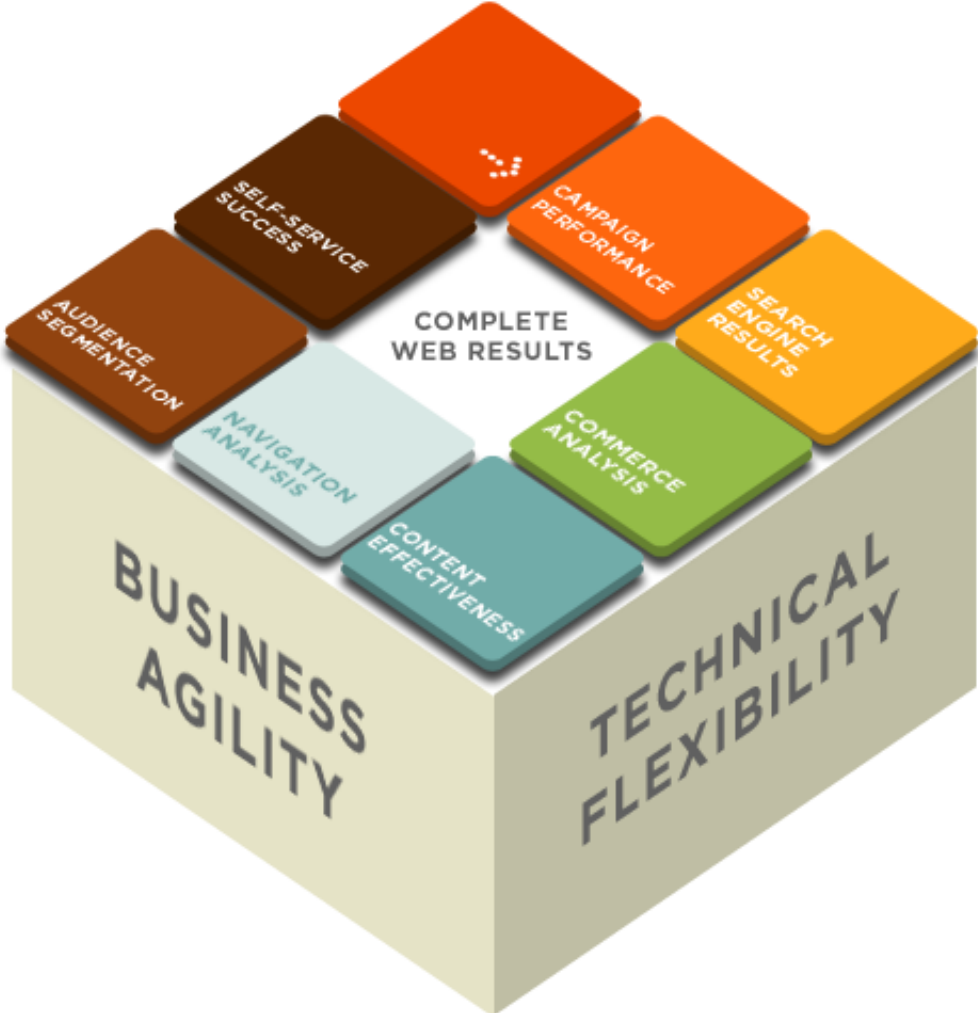 SELF-SERVICE
SUCCESS
CAMPAIGN
PERFORMANCE
AUDIENCE
SEGMENTATION
COMPLETE
WEB RESULTS
SEARCH
ENGINE
RESULTS
NAVIGATION
ANALYSIS
COMMERCE
ANALYSIS
CONTENT
EFFECTIVENESS
BUSINESS
AGILITY
TECHNICAL
FLEXIBILITY